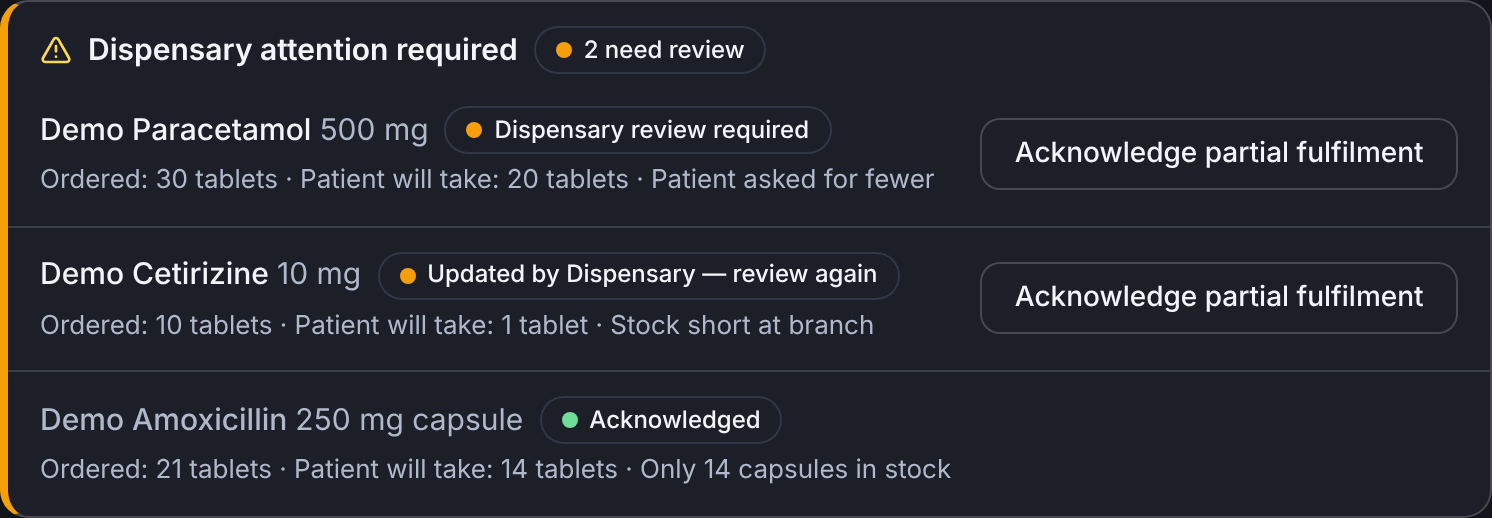 Dispensary attention required 2 need review
Demo Paracetamol 500 mg Dispensary review required
Ordered: 30 tablets · Patient will take: 20 tablets · Patient asked for fewer
Acknowledge partial fulfilment
Demo Cetirizine 10 mg Updated by Dispensary — review again
Ordered: 10 tablets · Patient will take: 1 tablet · Stock short at branch
Acknowledge partial fulfilment
Demo Amoxicillin 250 mg capsule Acknowledged
Ordered: 21 tablets · Patient will take: 14 tablets · Only 14 capsules in stock